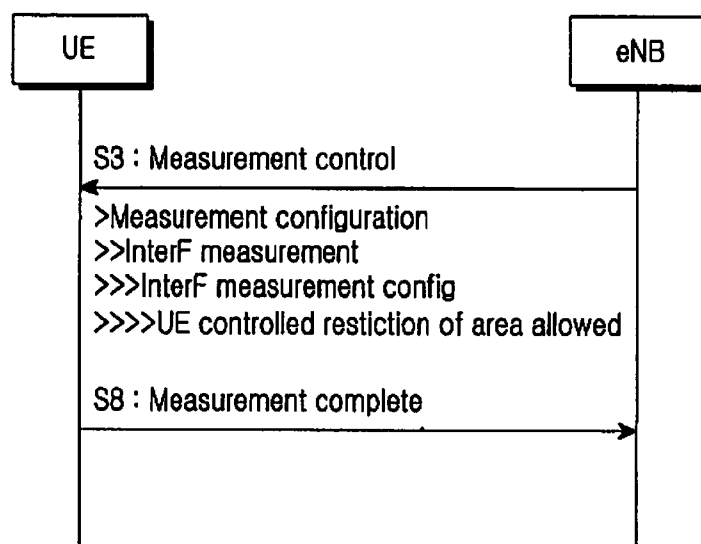 UE
eNB
S3 : Measurement control
>Measurement configuration
>>InterF measurement
>>>InterF measurement config
>>>>UE controlled restiction of area allowed
S8 : Measurement complete